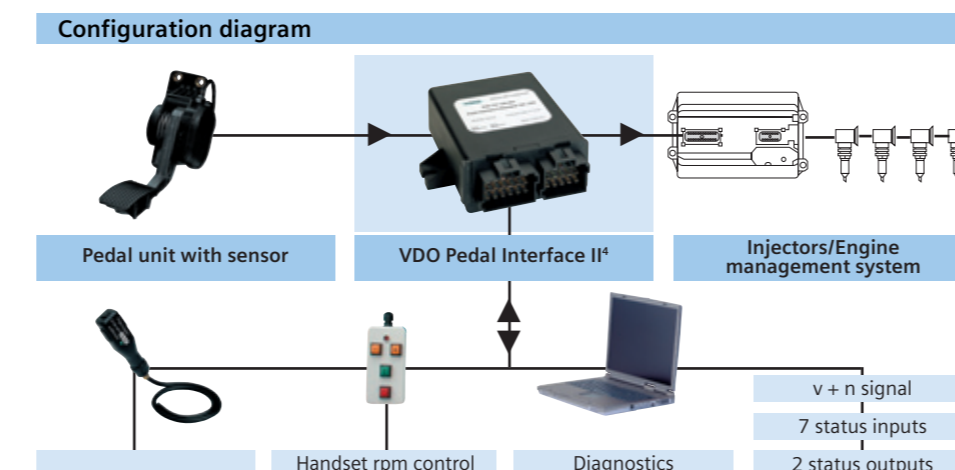 Configuration diagram
Pedal unit with sensor
VDO Pedal Interface II⁴
Injectors/Engine
management system
v + n signal
7 status inputs
Handset rpm control
Diagnostics
2 status outputs